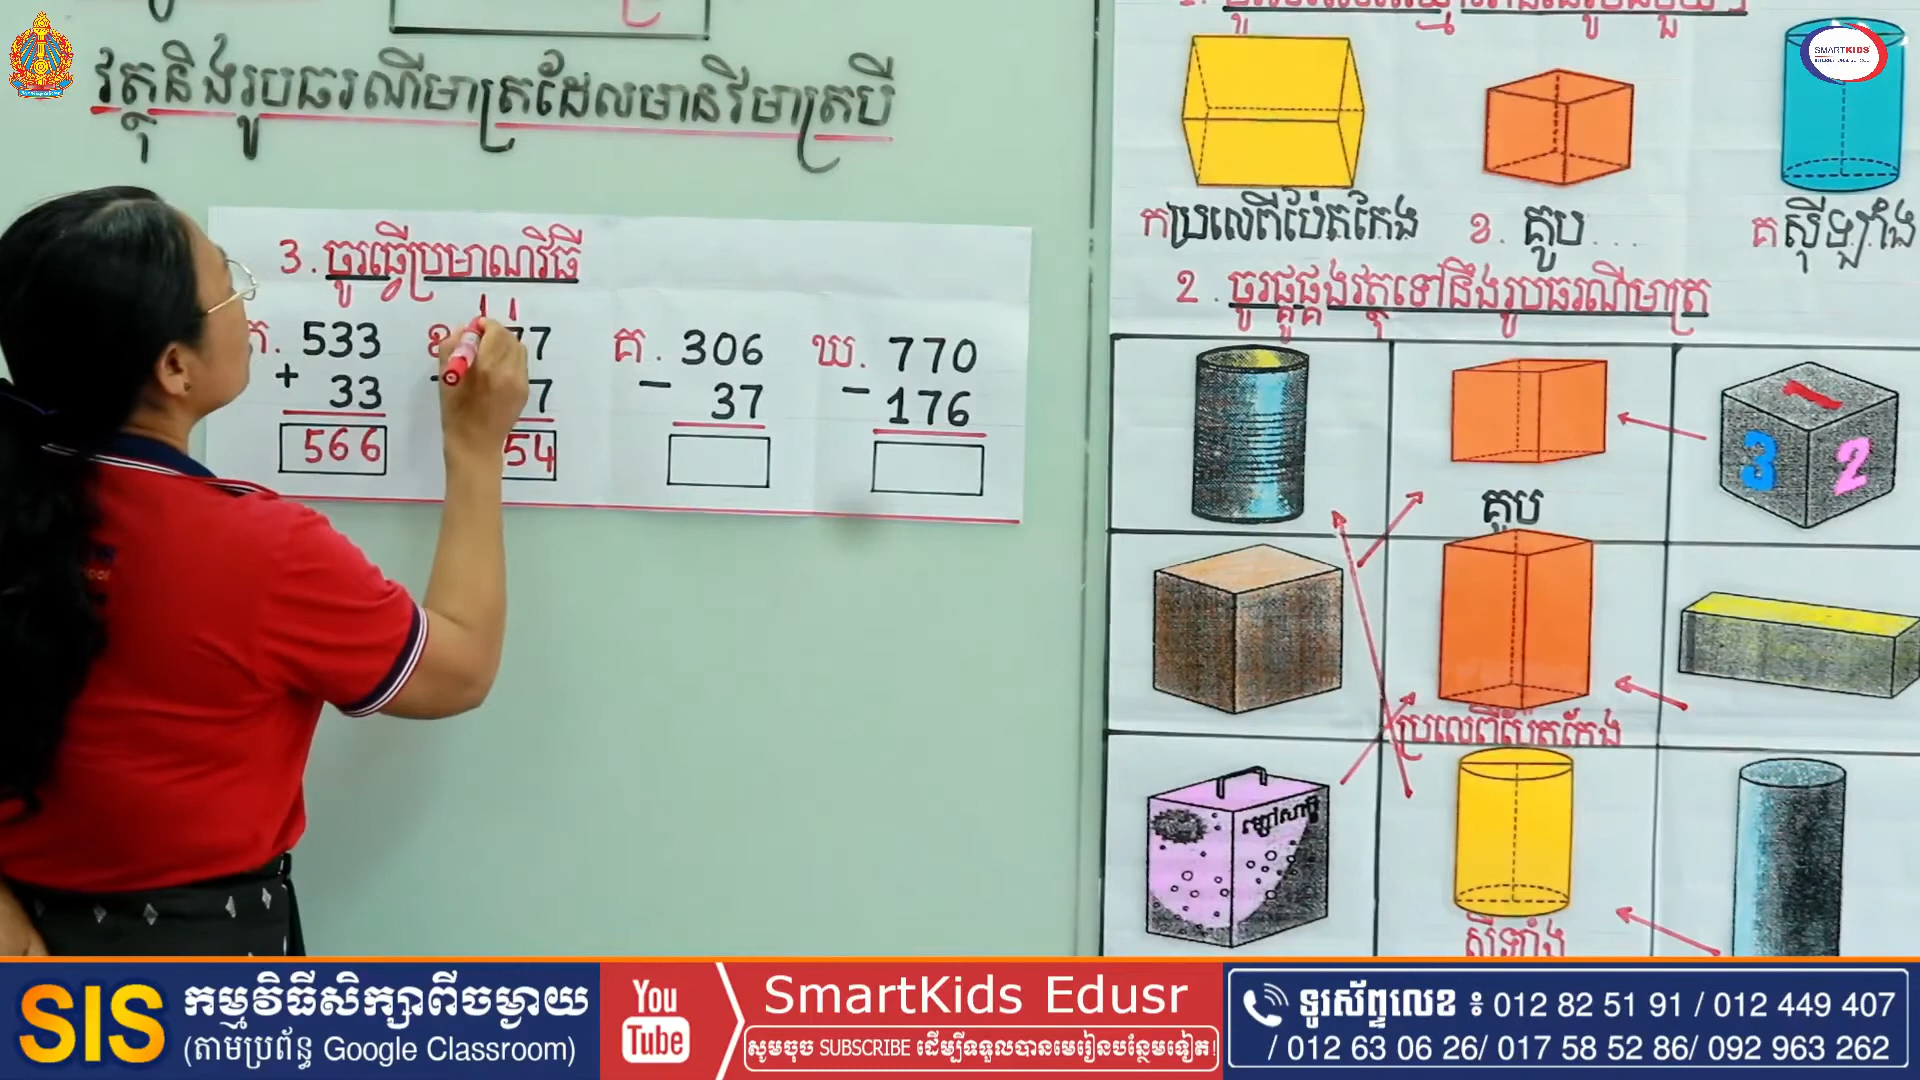 វត្ថុនិងរូបធរណីមាត្រដែលមានវិមាត្របី
3. ចូរធ្វើប្រមាណវិធី
ក. 533
+ 33
566
7
7
54
គ. 306
- 37
ឃ. 770
- 176
ក ប្រលេពីប៉ែតកែង
ខ. គូប...
គ ស៊ីឡាំង
2. ចូរផ្គូផ្គងវត្ថុទៅនឹងរូបធរណីមាត្រ
គូប
1
3
2
ប្រលេពីប៉ែតកែង
ម្សៅសាប៊ូ
ស៊ីឡាំង
SMARTKIDS
SIS
កម្មវិធីសិក្សាពីចម្ងាយ
(តាមប្រព័ន្ធ Google Classroom)
You
Tube
SmartKids Edusr
សូមចុច SUBSCRIBE ដើម្បីទទួលបានមេរៀនបន្ថែមទៀត!
ទូរស័ព្ទលេខ ៖ 012 82 51 91 / 012 449 407
/ 012 63 06 26/ 017 58 52 86/ 092 963 262